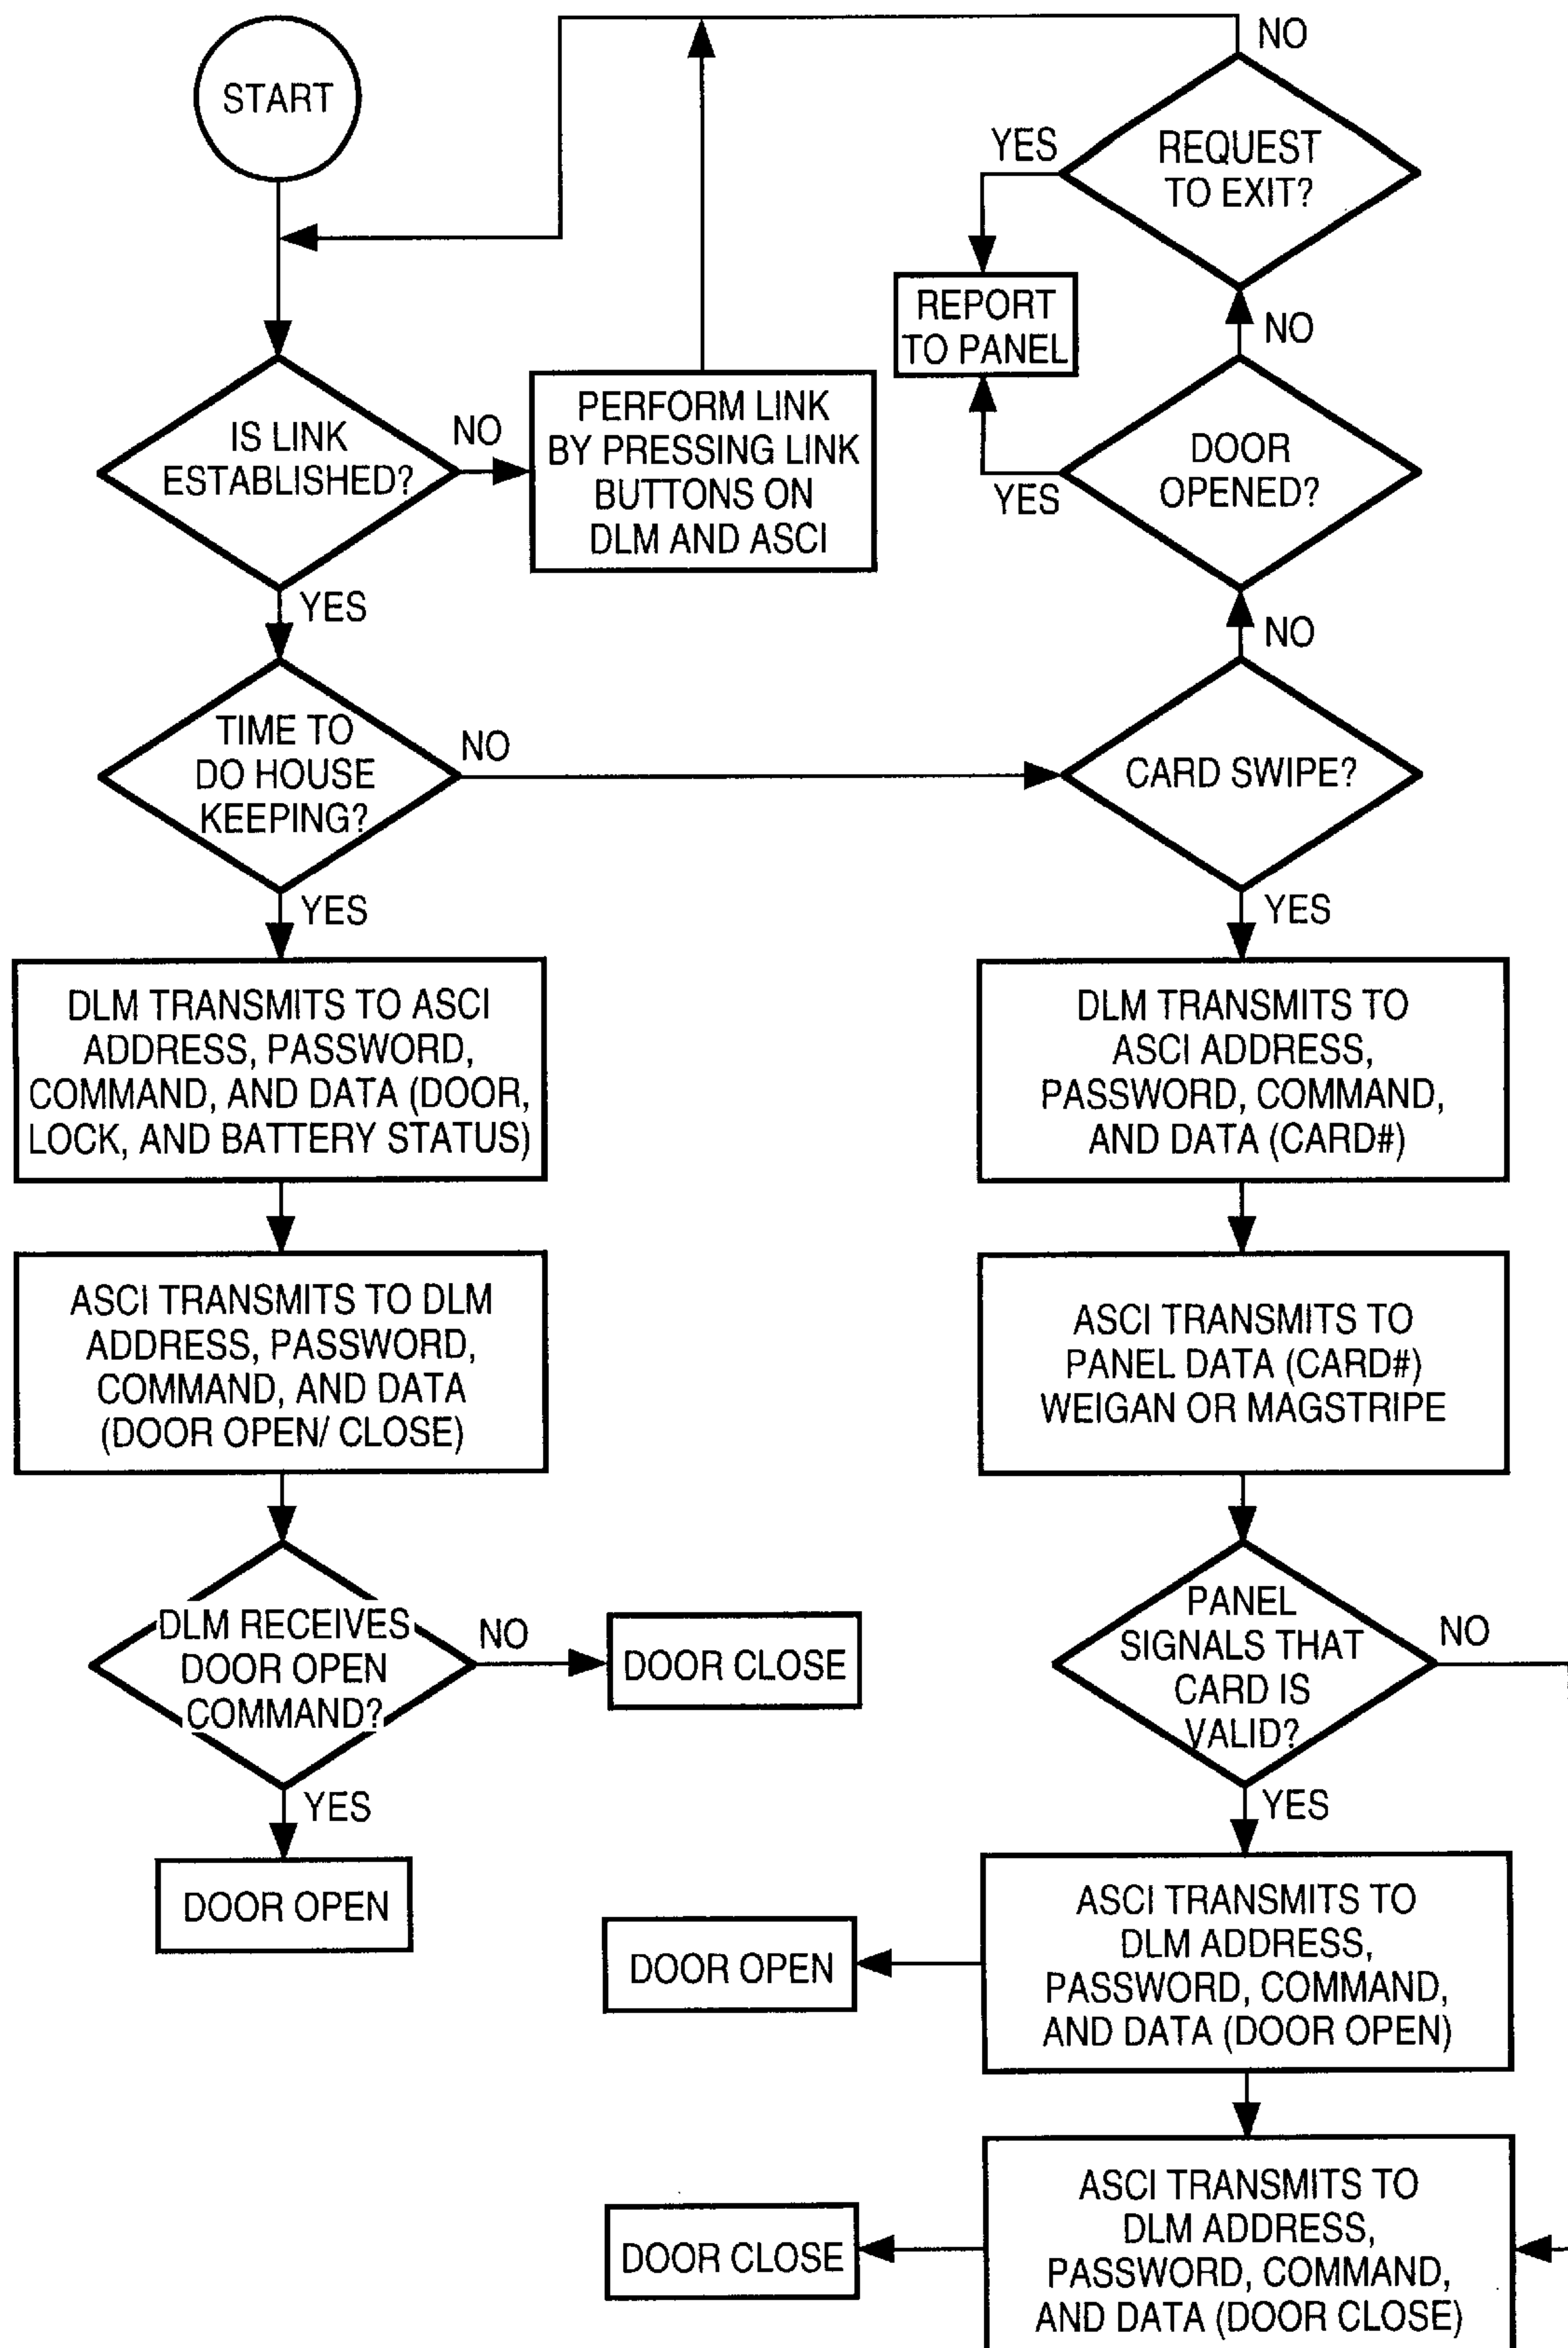 START
NO
REQUEST
TO EXIT?
YES
REPORT
TO PANEL
NO
IS LINK
ESTABLISHED?
NO
PERFORM LINK
BY PRESSING LINK
BUTTONS ON
DLM AND ASCI
DOOR
OPENED?
YES
YES
NO
TIME TO
DO HOUSE
KEEPING?
NO
CARD SWIPE?
YES
YES
DLM TRANSMITS TO ASCI
ADDRESS, PASSWORD,
COMMAND, AND DATA (DOOR,
LOCK, AND BATTERY STATUS)
DLM TRANSMITS TO
ASCI ADDRESS,
PASSWORD, COMMAND,
AND DATA (CARD#)
ASCI TRANSMITS TO DLM
ADDRESS, PASSWORD,
COMMAND, AND DATA
(DOOR OPEN/ CLOSE)
ASCI TRANSMITS TO
PANEL DATA (CARD#)
WEIGAN OR MAGSTRIPE
DLM RECEIVES
DOOR OPEN
COMMAND?
NO
DOOR CLOSE
PANEL
SIGNALS THAT
CARD IS
VALID?
NO
YES
DOOR OPEN
YES
ASCI TRANSMITS TO
DLM ADDRESS,
PASSWORD, COMMAND,
AND DATA (DOOR OPEN)
DOOR OPEN
ASCI TRANSMITS TO
DLM ADDRESS,
PASSWORD, COMMAND,
AND DATA (DOOR CLOSE)
DOOR CLOSE